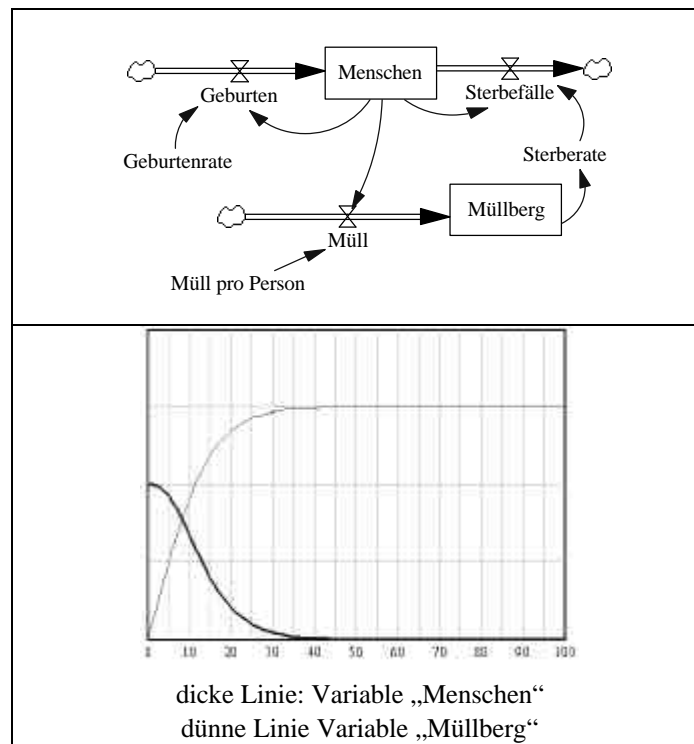 Menschen
Geburten
Sterbefälle
Geburtenrate
Sterberate
Müllberg
Müll
Müll pro Person
10 20 30 40 50 60 70 80 90 100
dicke Linie: Variable „Menschen“
dünne Linie Variable „Müllberg“